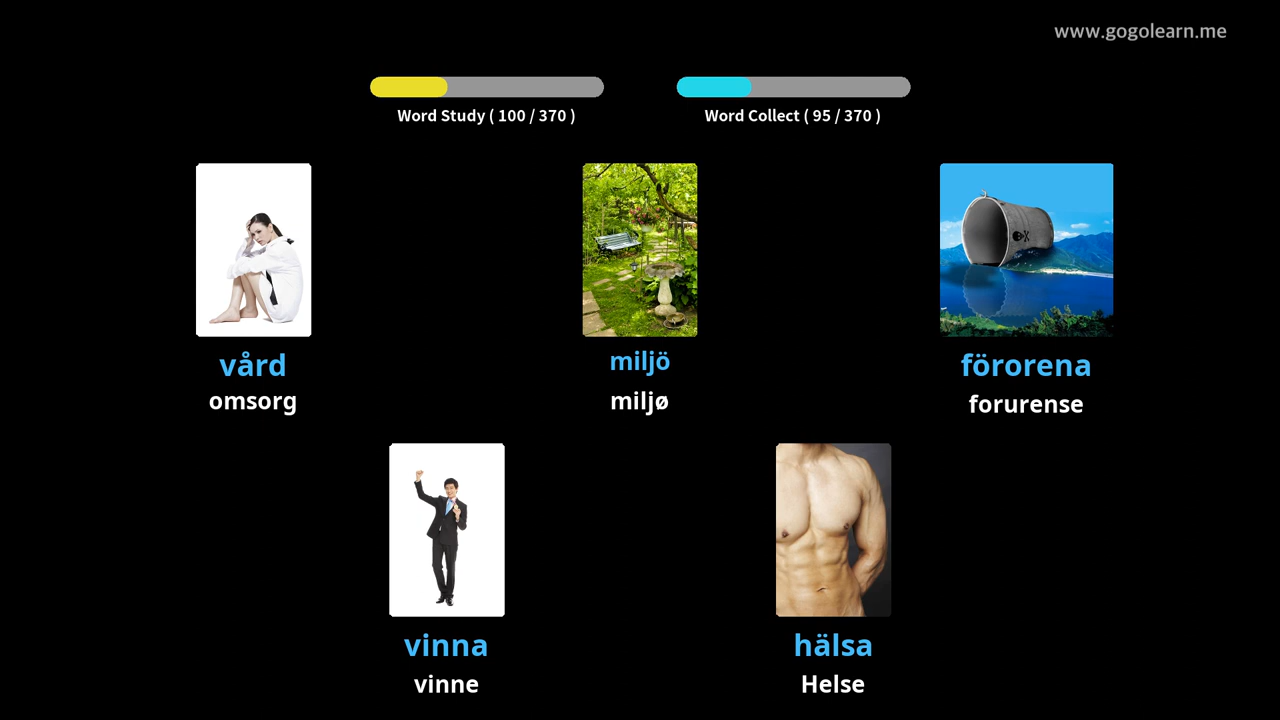 www.gogolearn.me
Word Study ( 100 / 370 )
Word Collect ( 95 / 370 )
vård
omsorg
miljö
miljø
förorena
forurense
vinna
vinne
hälsa
Helse